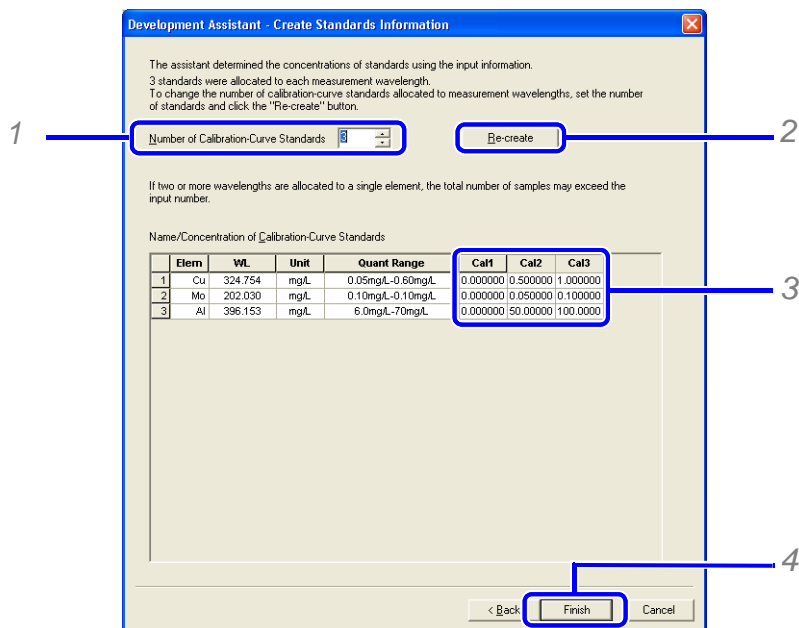 Development Assistant - Create Standards Information
The assistant determined the concentrations of standards using the input information.
3 standards were allocated to each measurement wavelength.
To change the number of calibration-curve standards allocated to measurement wavelengths, set the number
of standards and click the "Re-create" button.
1
Number of Calibration-Curve Standards 3
Re-create
2
If two or more wavelengths are allocated to a single element, the total number of samples may exceed the
input number.
Name/Concentration of Calibration-Curve Standards
Elem WL Unit Quant Range Cal1 Cal2 Cal3
1 Cu 324.754 mg/L 0.05mg/L-0.60mg/L 0.000000 0.500000 1.000000
2 Mo 202.030 mg/L 0.10mg/L-0.10mg/L 0.000000 0.050000 0.100000
3 Al 396.153 mg/L 6.0mg/L-70mg/L 0.000000 50.00000 100.0000
3
4
< Back Finish Cancel